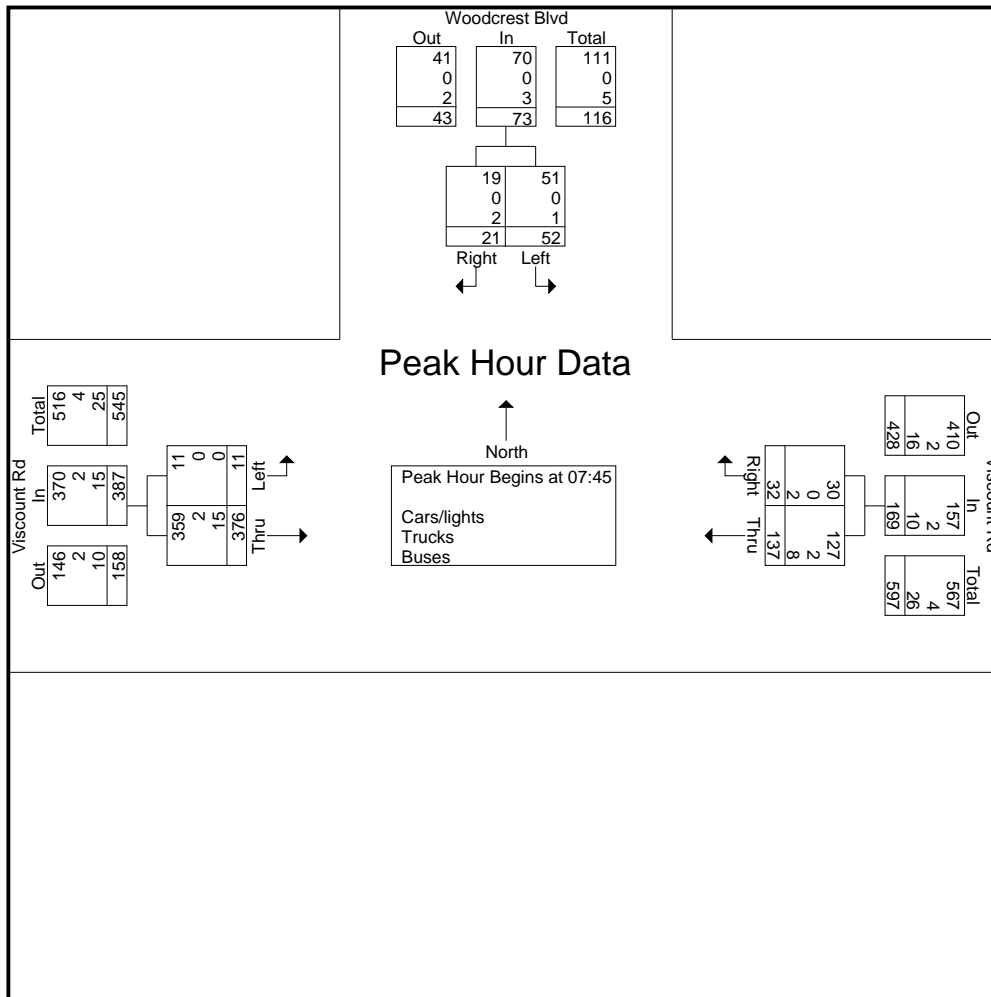 Woodcrest Blvd
Out In Total
41 70 111
0 0 0
2 3 5
43 73 116
19 51
0 0
2 1
21 52
Right Left
Peak Hour Data
North
Peak Hour Begins at 07:45
Cars/lights
Trucks
Buses
Viscount Rd
Total
516
4
25
545
In
370
2
15
387
Out
146
2
10
158
Left
11
0
0
11
Thru
359
2
15
376
Right
30
0
2
32
Thru
127
2
8
137
Viscount Rd
Out
410
2
16
428
In
157
2
10
169
Total
567
4
26
597